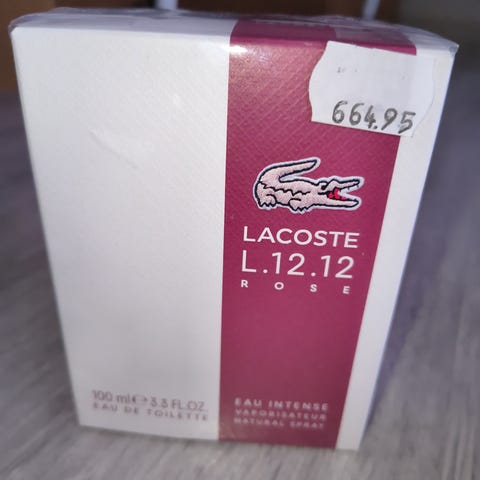 664.95
LACOSTE
L.12.12
ROSE
100 ml ℮ 3.3 FL.OZ.
EAU DE TOILETTE
EAU INTENSE
VAPORISATEUR
NATURAL SPRAY